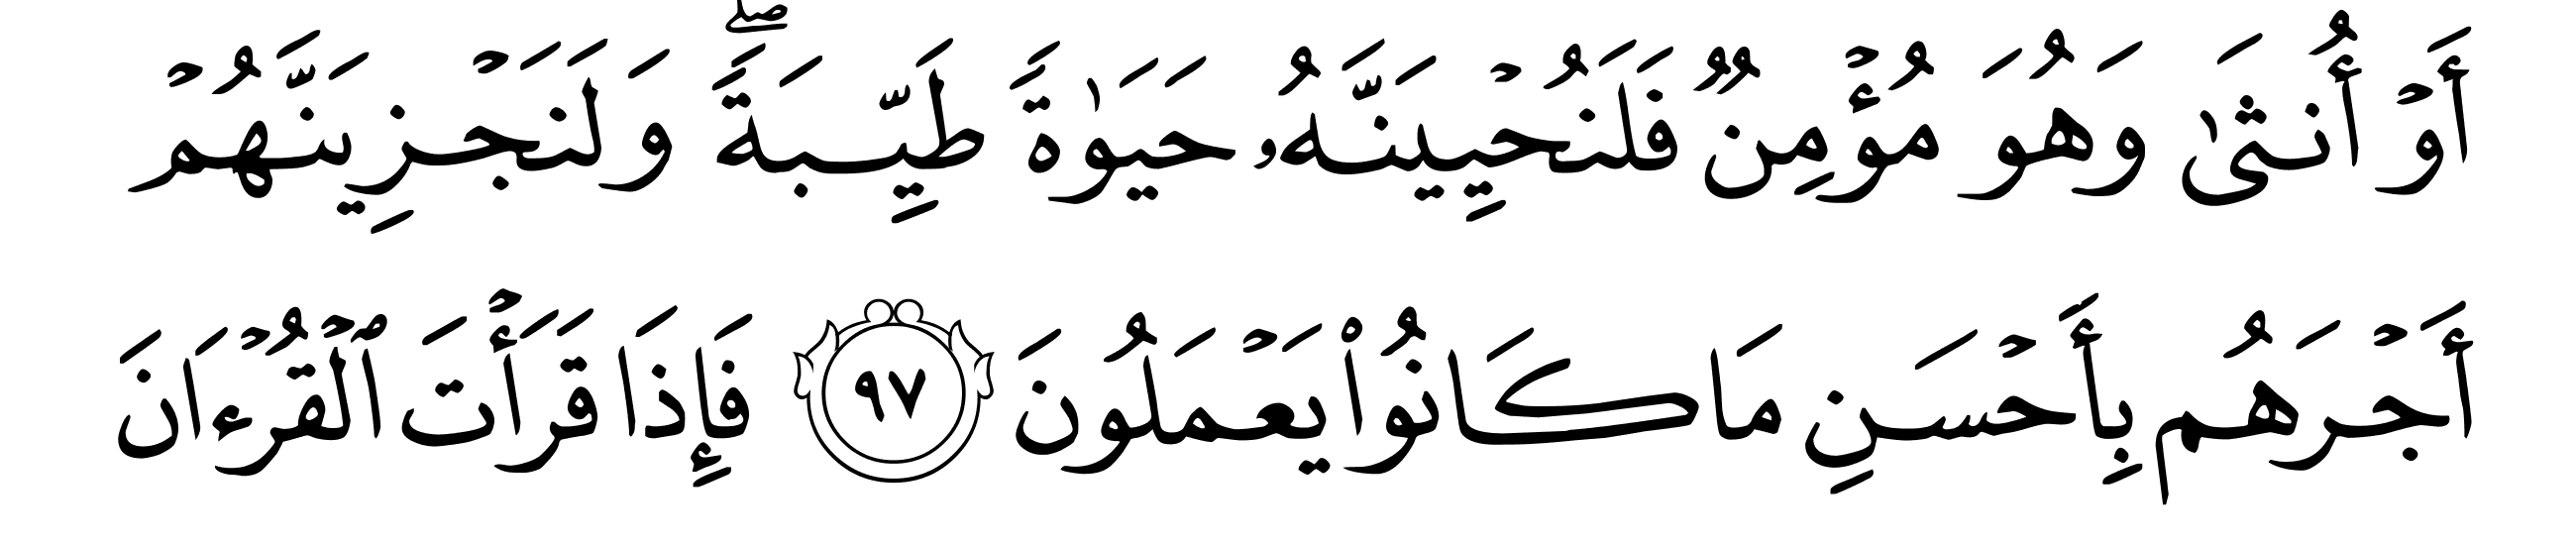 أَوۡ أُنثَىٰ وَهُوَ مُؤۡمِنٞ فَلَنُحۡيِيَنَّهُۥ حَيَوٰةٗ طَيِّبَةٗۖ وَلَنَجۡزِيَنَّهُمۡ
أَجۡرَهُم بِأَحۡسَنِ مَا كَانُواْ يَعۡمَلُونَ ٩٧ فَإِذَا قَرَأۡتَ ٱلۡقُرۡءَانَ